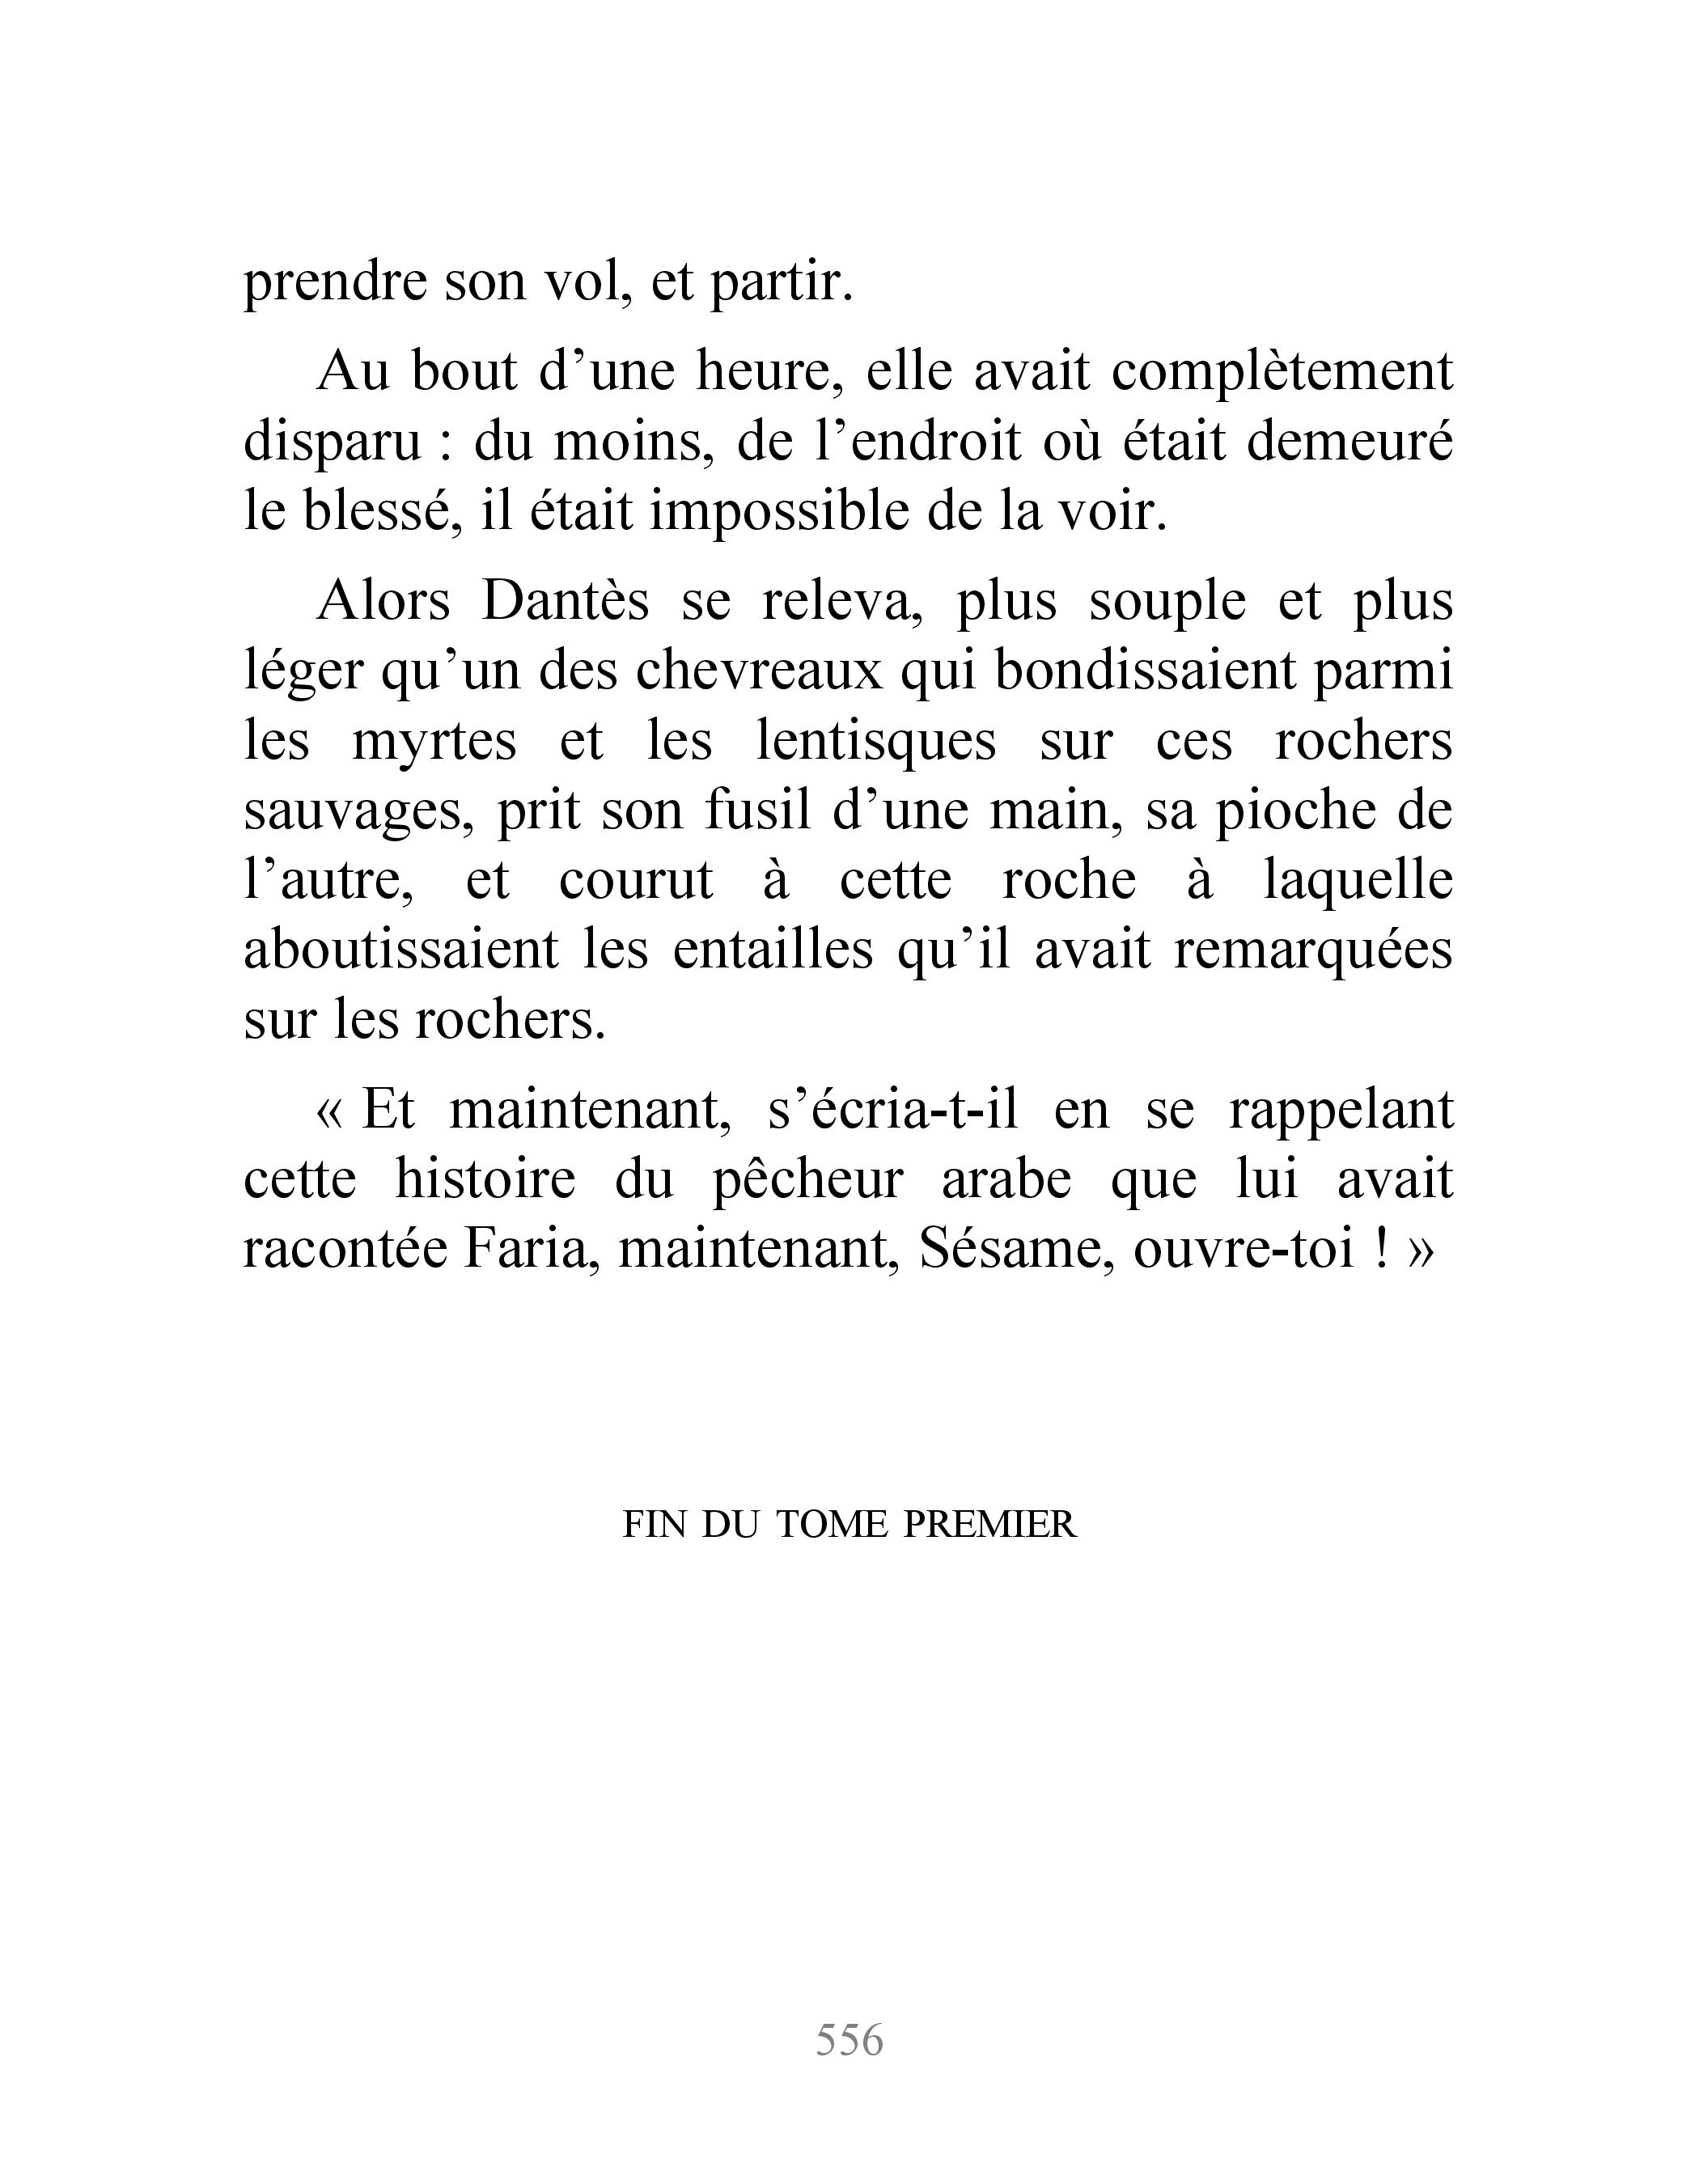 prendre son vol, et partir.
Au bout d’une heure, elle avait complètement
disparu : du moins, de l’endroit où était demeuré
le blessé, il était impossible de la voir.
Alors Dantès se releva, plus souple et plus
léger qu’un des chevreaux qui bondissaient parmi
les myrtes et les lentisques sur ces rochers
sauvages, prit son fusil d’une main, sa pioche de
l’autre, et courut à cette roche à laquelle
aboutissaient les entailles qu’il avait remarquées
sur les rochers.
« Et maintenant, s’écria-t-il en se rappelant
cette histoire du pêcheur arabe que lui avait
racontée Faria, maintenant, Sésame, ouvre-toi ! »
FIN DU TOME PREMIER
556